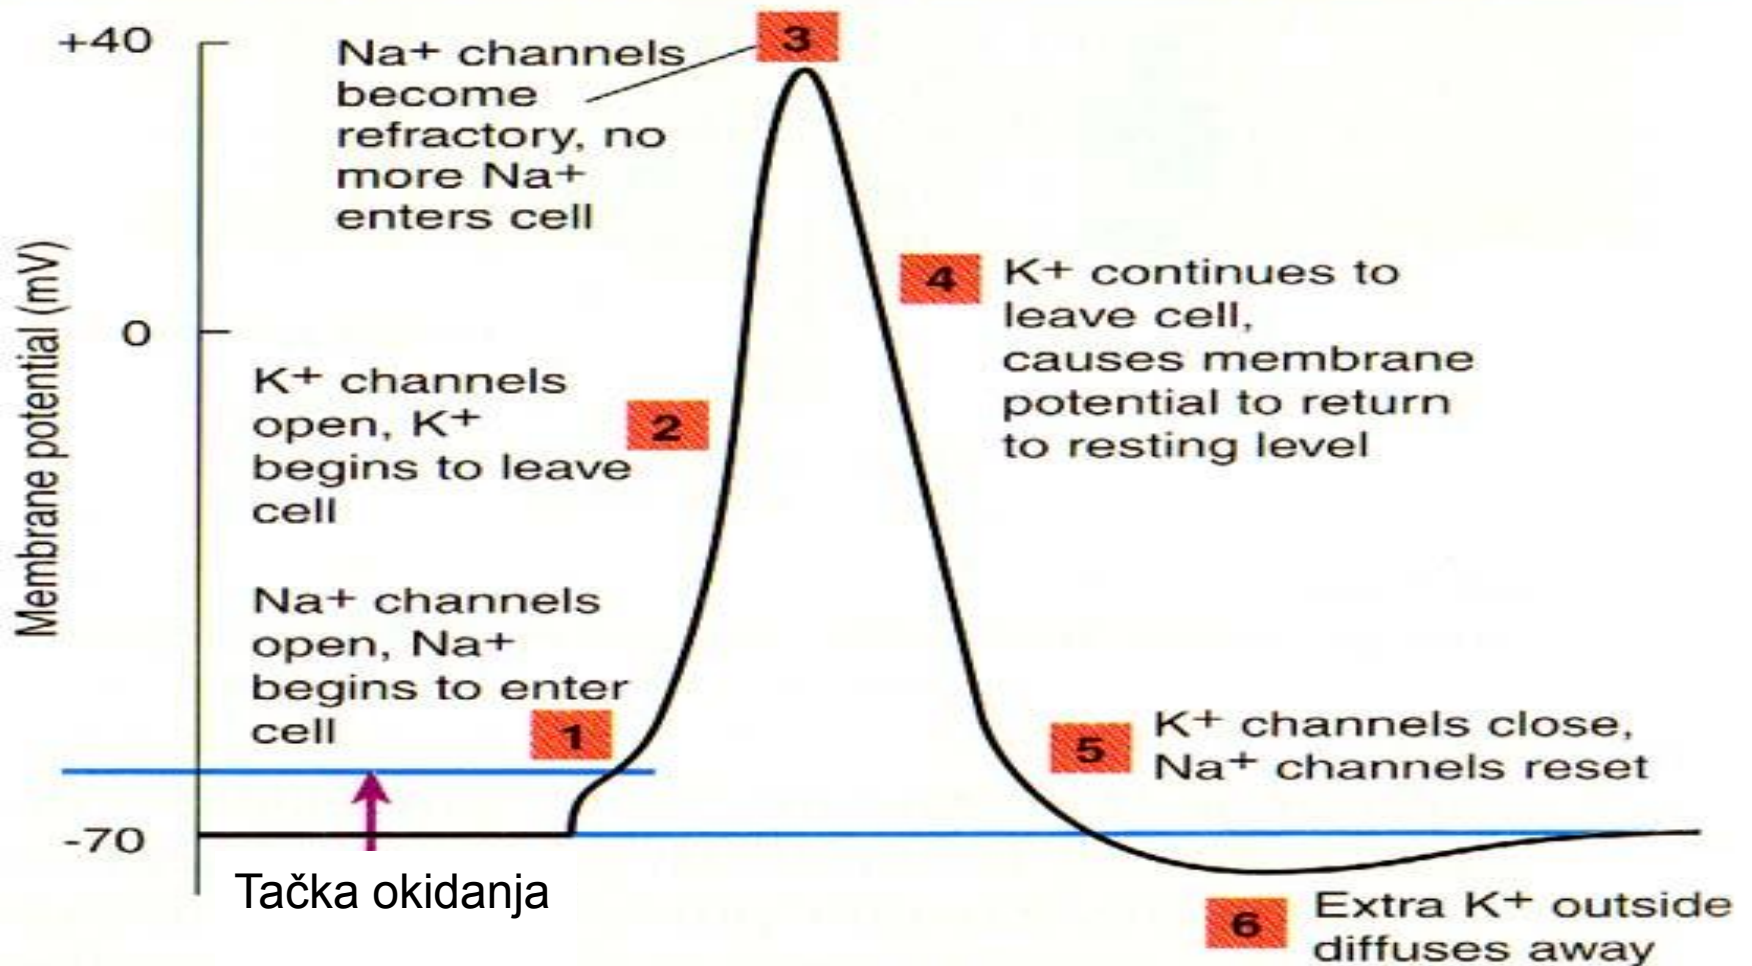 +40
Na+ channels
become
refractory, no
more Na+
enters cell
3
Membrane potential (mV)
0
4
K+ continues to
leave cell,
causes membrane
potential to return
to resting level
K+ channels
open, K+
begins to leave
cell
2
Na+ channels
open, Na+
begins to enter
cell
1
5
K+ channels close,
Na+ channels reset
-70
Tačka okidanja
6
Extra K+ outside
diffuses away